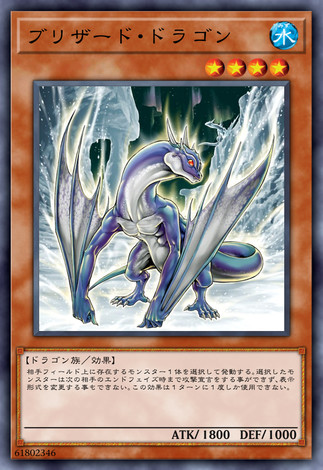 ブリザード・ドラゴン
水
【ドラゴン族／効果】
相手フィールド上に存在するモンスター１体を選択して発動する。選択したモ
ンスターは次の相手のエンドフェイズ時まで攻撃宣言をする事ができず、表示
形式を変更する事もできない。この効果は１ターンに１度しか使用できない。
ATK/ 1800 DEF/1000
61802346